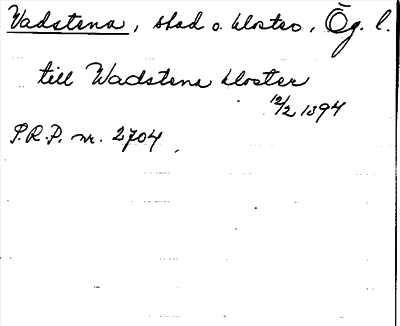 Vadstena, stad o. kloster, Ög. l.
till Wadstena kloster
12/2 1394
P.R.P. nr. 2704